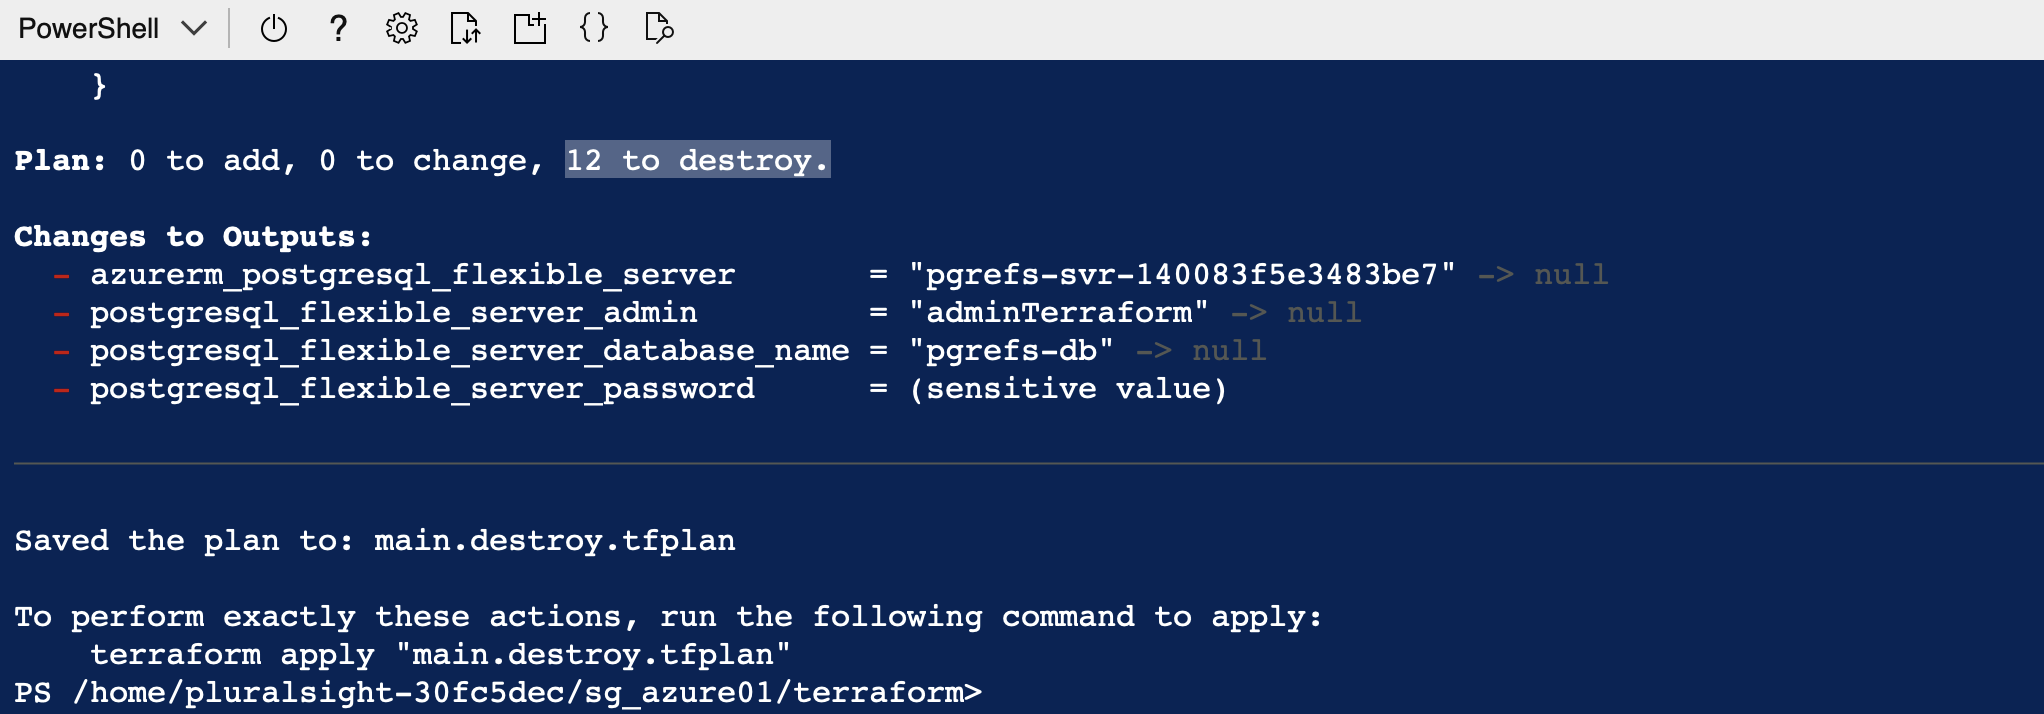 PowerShell
?
{}
}
Plan: 0 to add, 0 to change, 12 to destroy.
Changes to Outputs:
- azurerm_postgresql_flexible_server = "pgrefs-svr-140083f5e3483be7" -> null
- postgresql_flexible_server_admin = "adminTerraform" -> null
- postgresql_flexible_server_database_name = "pgrefs-db" -> null
- postgresql_flexible_server_password = (sensitive value)
Saved the plan to: main.destroy.tfplan
To perform exactly these actions, run the following command to apply:
terraform apply "main.destroy.tfplan"
PS /home/pluralsight-30fc5dec/sg_azure01/terraform>